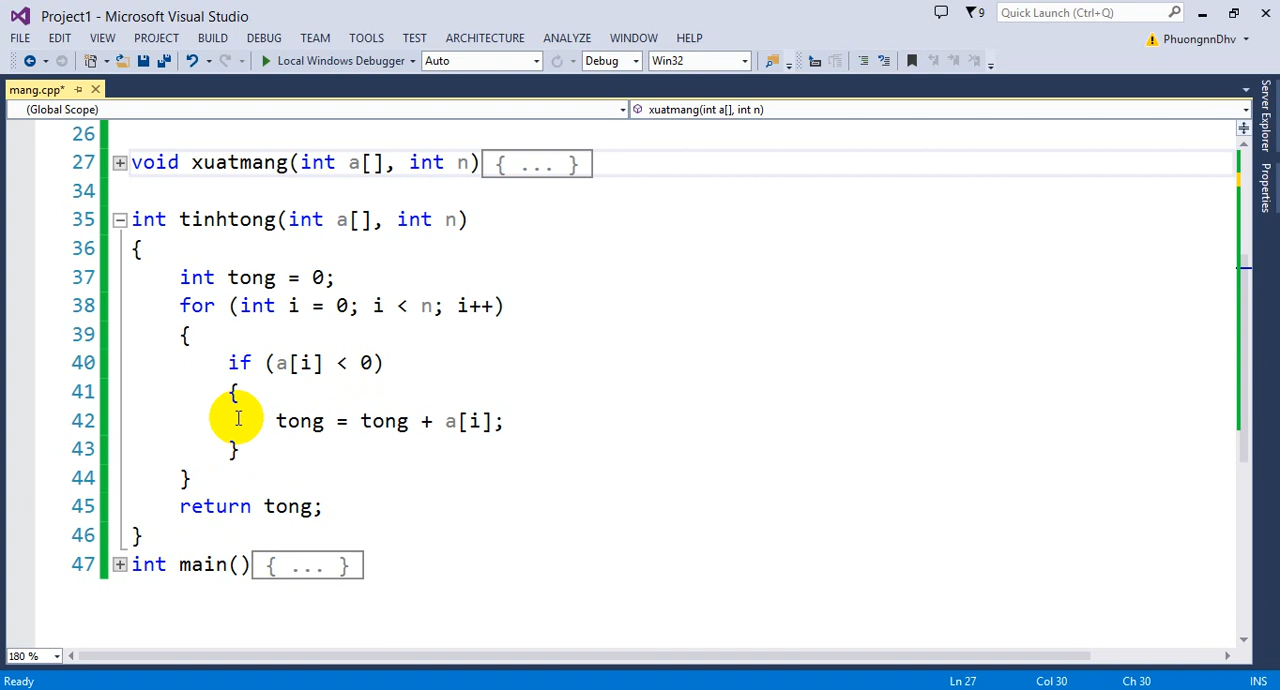 Project1 - Microsoft Visual Studio
9
Quick Launch (Ctrl+Q)
FILE EDIT VIEW PROJECT BUILD DEBUG TEAM TOOLS TEST ARCHITECTURE ANALYZE WINDOW HELP
PhuongnnDhv
Local Windows Debugger Auto Debug Win32
mang.cpp*
(Global Scope) xuatmang(int a[], int n)
26
27 void xuatmang(int a[], int n){ ... }
34
35 int tinhtong(int a[], int n)
36 {
37 int tong = 0;
38 for (int i = 0; i < n; i++)
39 {
40 if (a[i] < 0)
41 {
42 tong = tong + a[i];
43 }
44 }
45 return tong;
46 }
47 int main(){ ... }
Server Explorer
Properties
180 %
Ready Ln 27 Col 30 Ch 30 INS